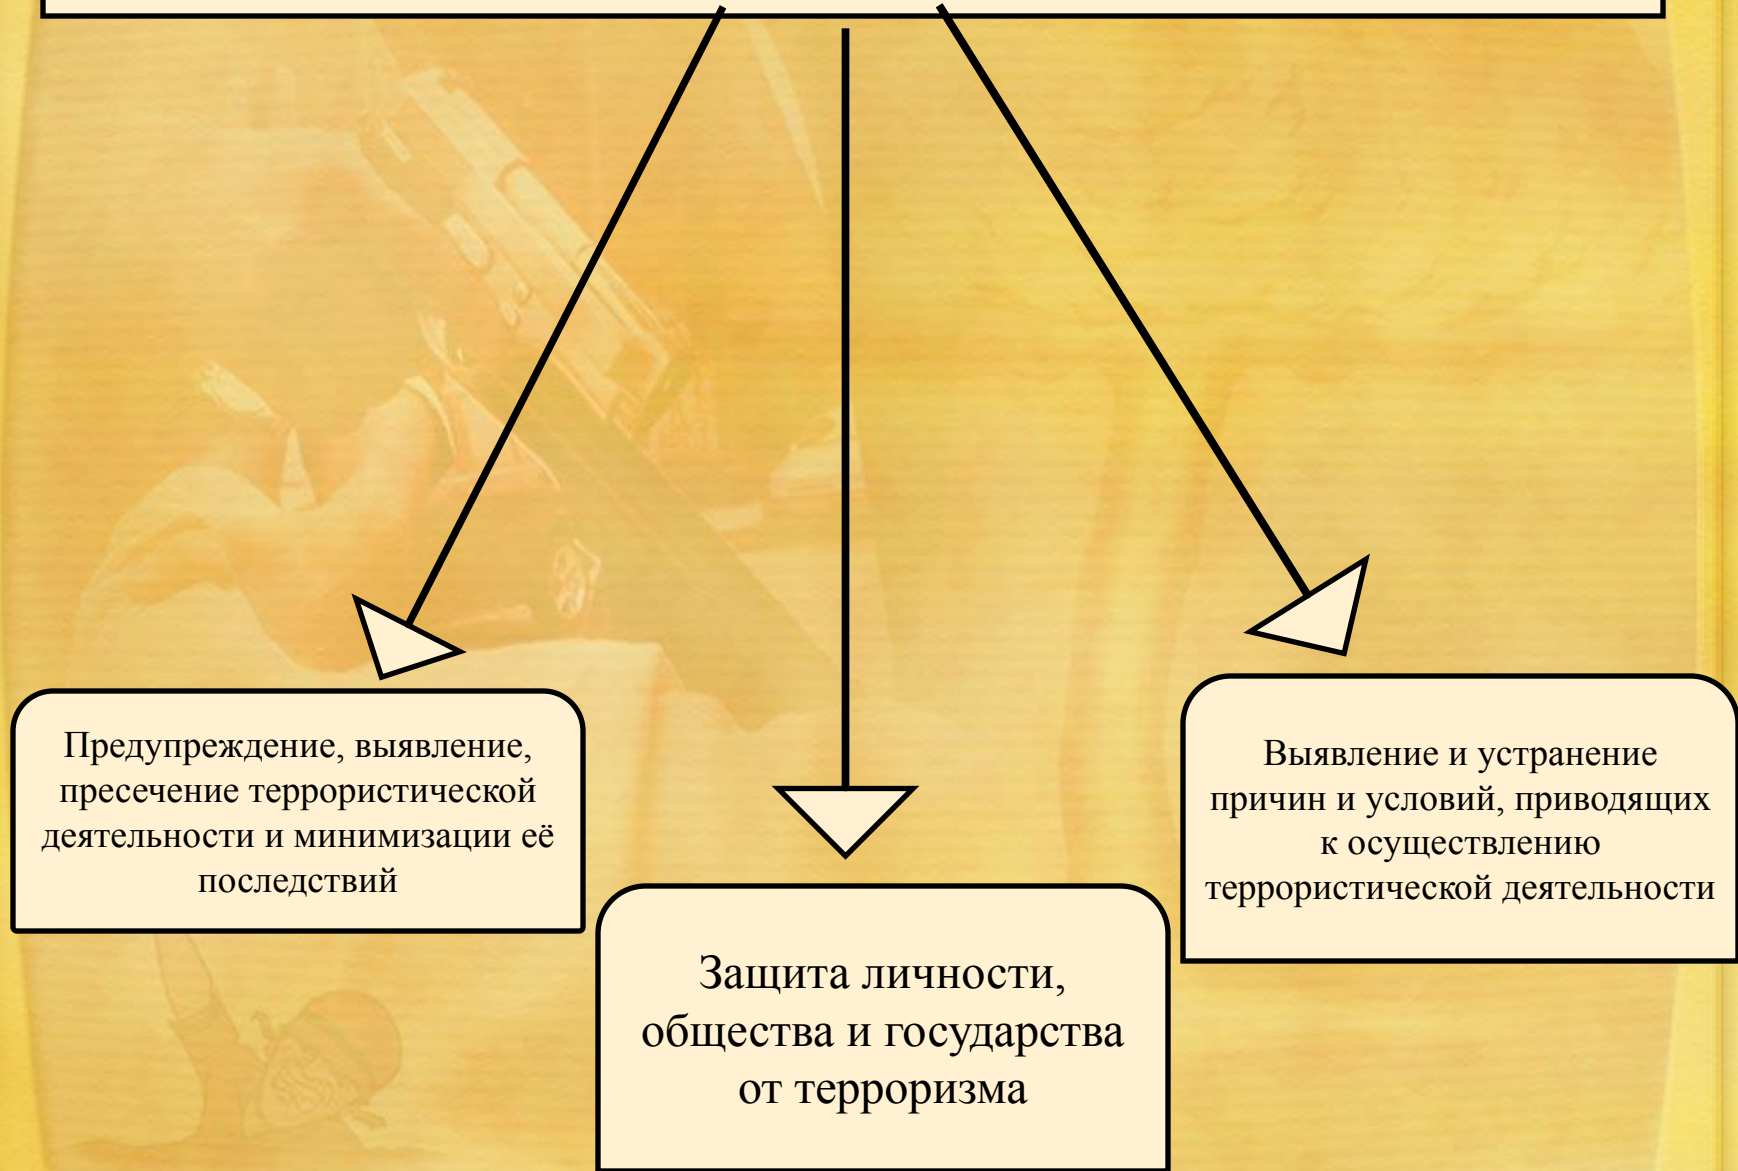 Предупреждение, выявление,
пресечение террористической
деятельности и минимизации её
последствий
Защита личности,
общества и государства
от терроризма
Выявление и устранение
причин и условий, приводящих
к осуществлению
террористической деятельности